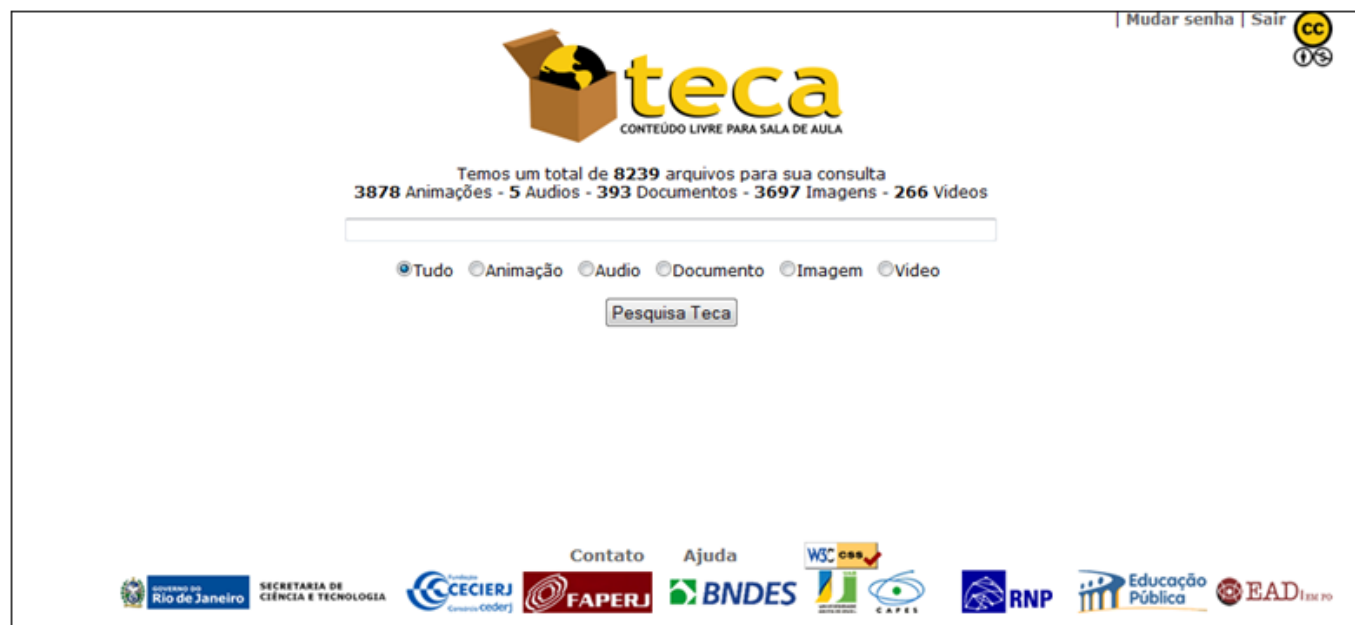 | Mudar senha | Sair
cc
teca
CONTEÚDO LIVRE PARA SALA DE AULA
Temos um total de 8239 arquivos para sua consulta
3878 Animações - 5 Audios - 393 Documentos - 3697 Imagens - 266 Videos
Tudo Animação Audio Documento Imagem Video
Pesquisa Teca
Contato Ajuda W3C css
GOVERNO DO
Rio de Janeiro
SECRETARIA DE
CIÊNCIA E TECNOLOGIA
Fundação
CECIERJ
Consórcio cederj
FAPERJ
BNDES
CAPES
RNP
Educação
Pública
EAD